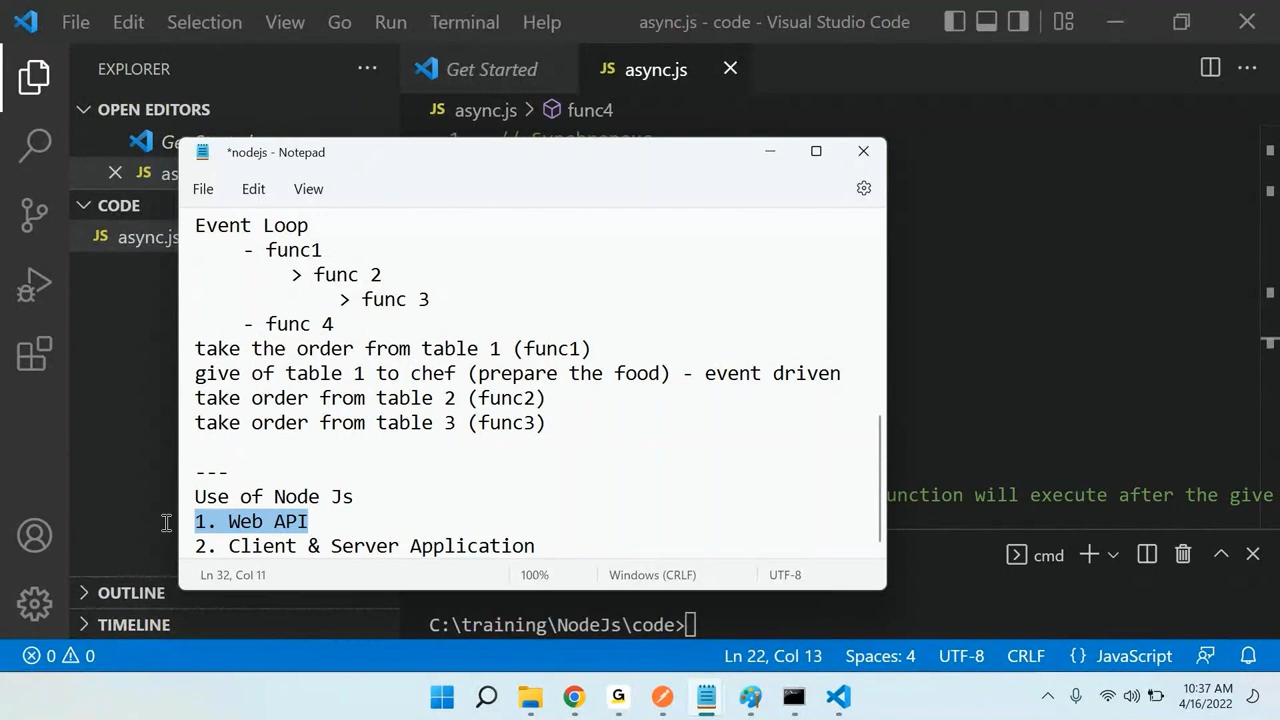 File Edit Selection View Go Run Terminal Help async.js - code - Visual Studio Code
EXPLORER
Get Started
JS async.js
OPEN EDITORS
JS async.js > func4
CODE
JS async.js
*nodejs - Notepad
File Edit View
Event Loop
- func1
> func 2
> func 3
- func 4
take the order from table 1 (func1)
give of table 1 to chef (prepare the food) - event driven
take order from table 2 (func2)
take order from table 3 (func3)
---
Use of Node Js
1. Web API
2. Client & Server Application
Ln 32, Col 11 100% Windows (CRLF) UTF-8
unction will execute after the give
cmd
OUTLINE
TIMELINE
C:\training\NodeJs\code>
0 0 Ln 22, Col 13 Spaces: 4 UTF-8 CRLF {} JavaScript
10:37 AM
4/16/2022